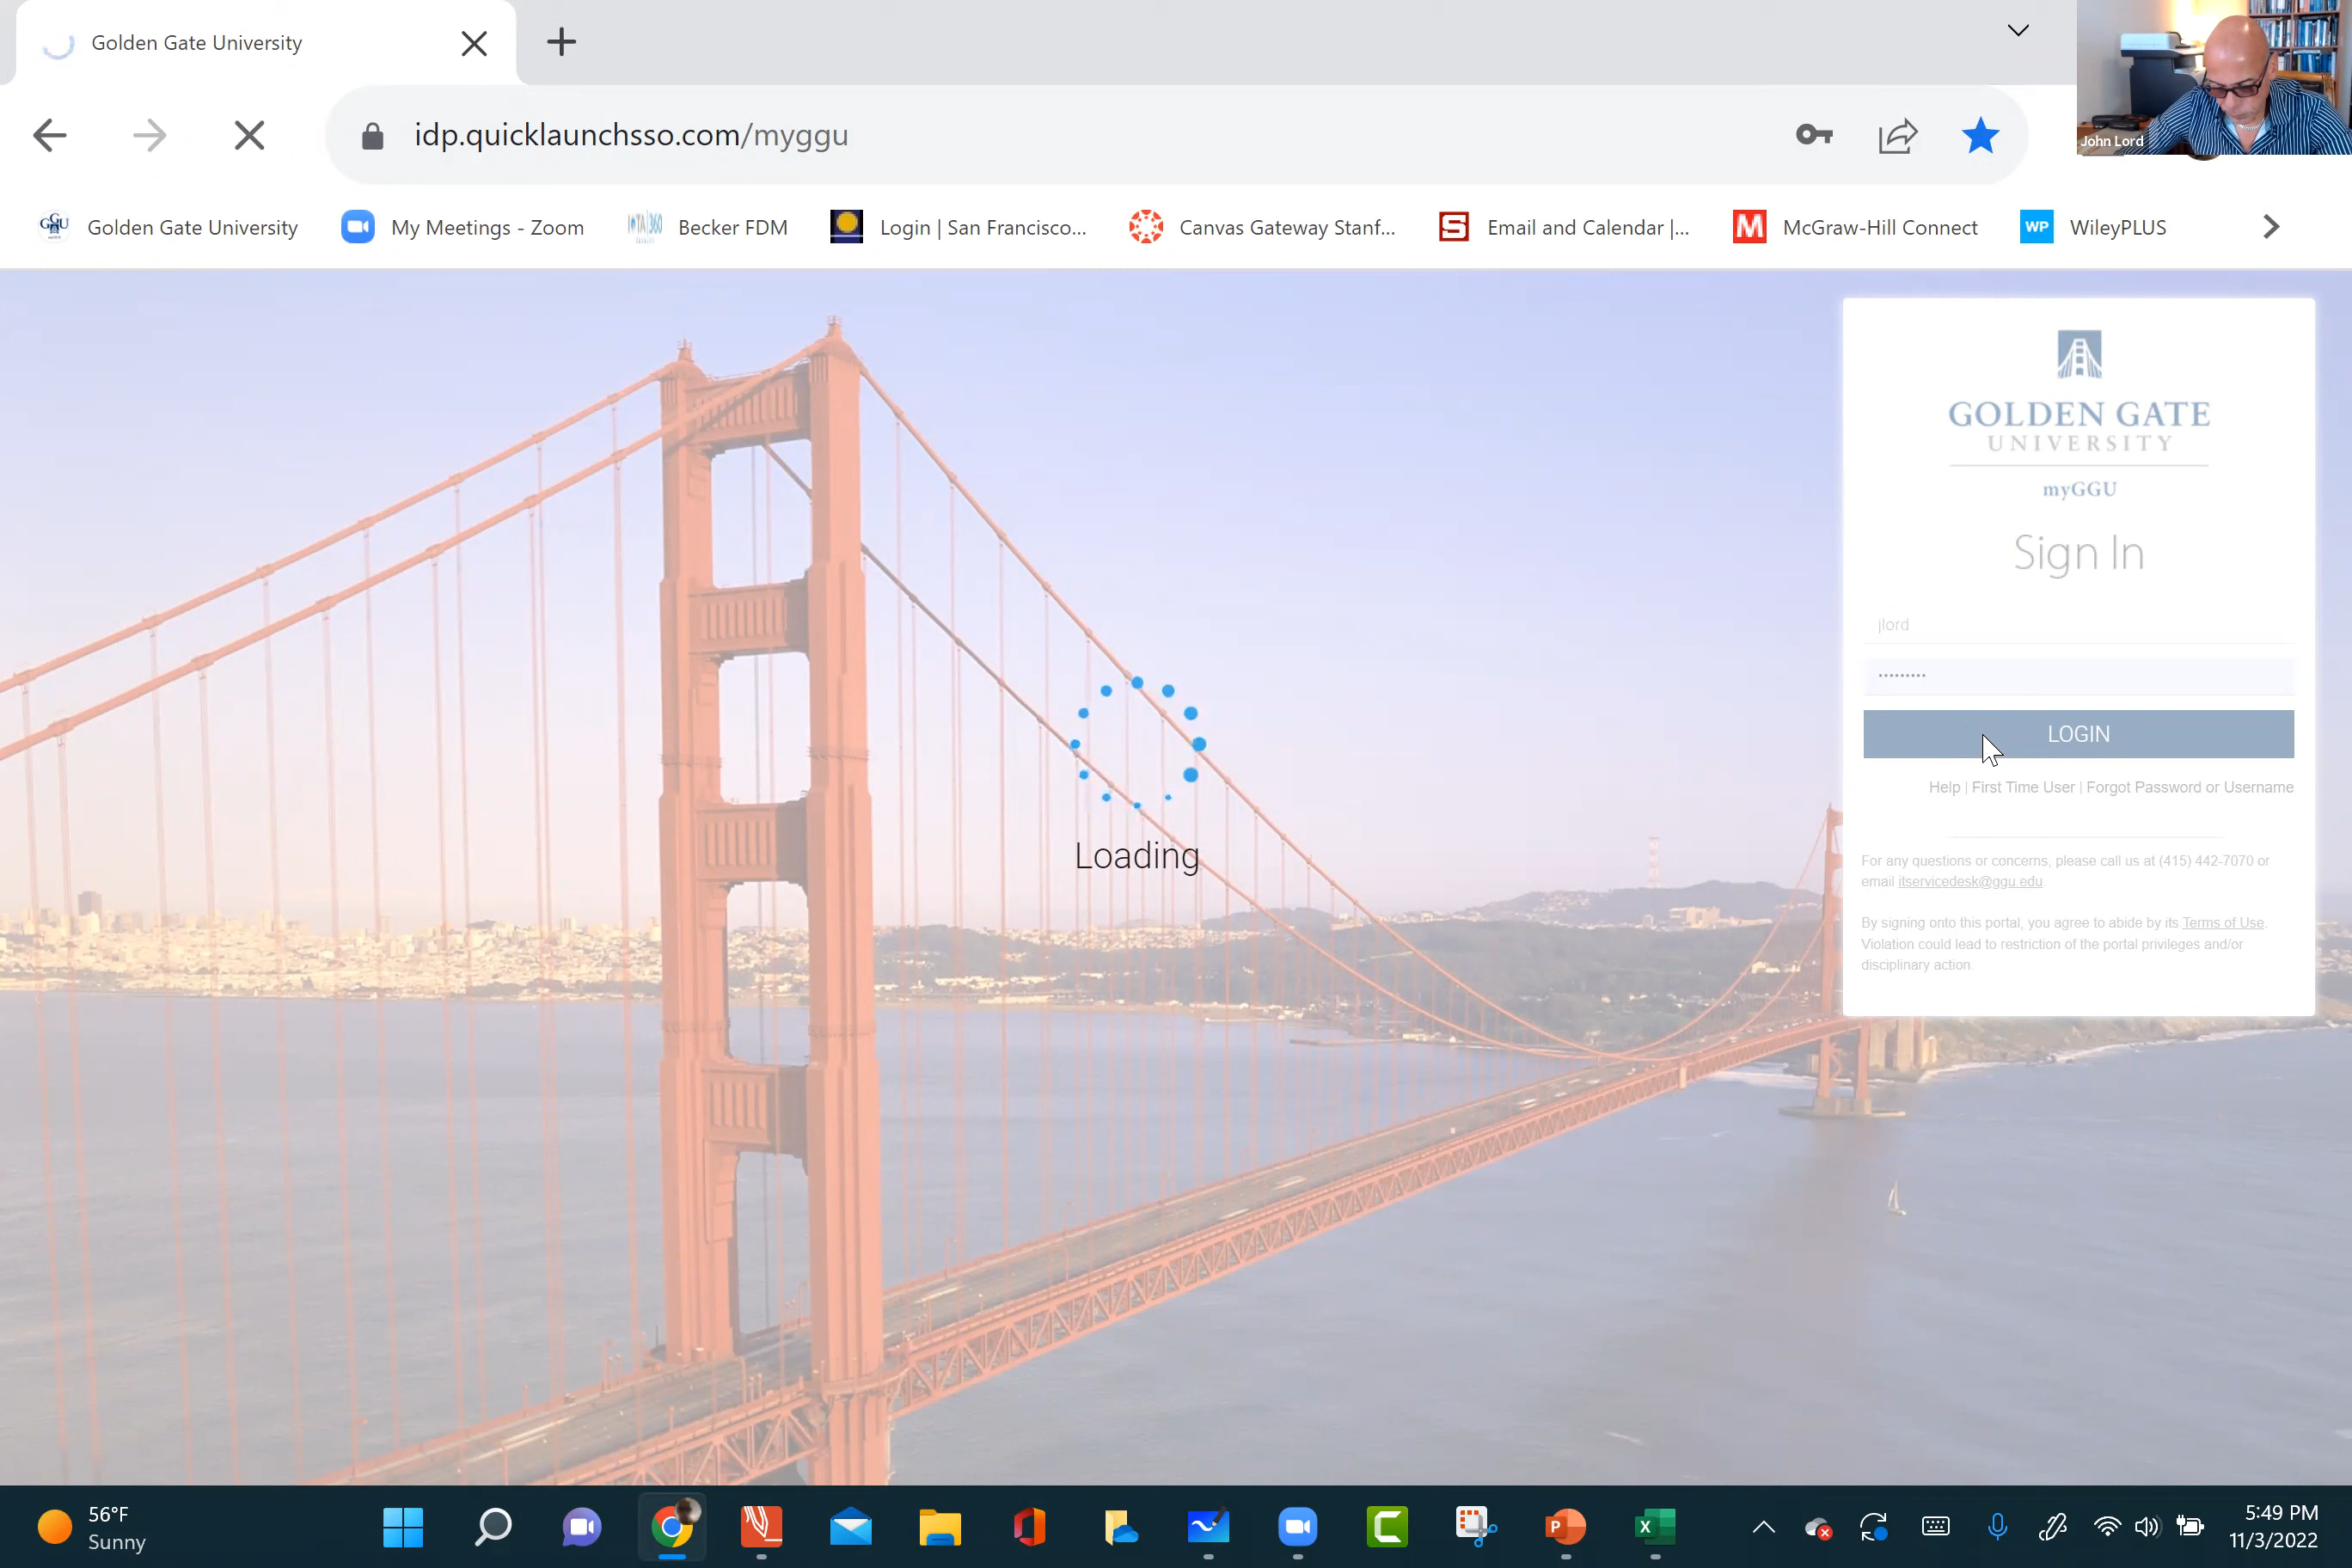 Golden Gate University
John Lord
idp.quicklaunchsso.com/myggu
Golden Gate University
My Meetings - Zoom
Becker FDM
Login | San Francisco...
Canvas Gateway Stanf...
Email and Calendar |...
McGraw-Hill Connect
WP
WileyPLUS
GOLDEN GATE
UNIVERSITY
myGGU
Sign In
jlord
LOGIN
Help | First Time User | Forgot Password or Username
Loading
For any questions or concerns, please call us at (415) 442-7070 or
email itservicedesk@ggu.edu.
By signing onto this portal, you agree to abide by its Terms of Use.
Violation could lead to restriction of the portal privileges and/or
disciplinary action.
56°F
Sunny
5:49 PM
11/3/2022